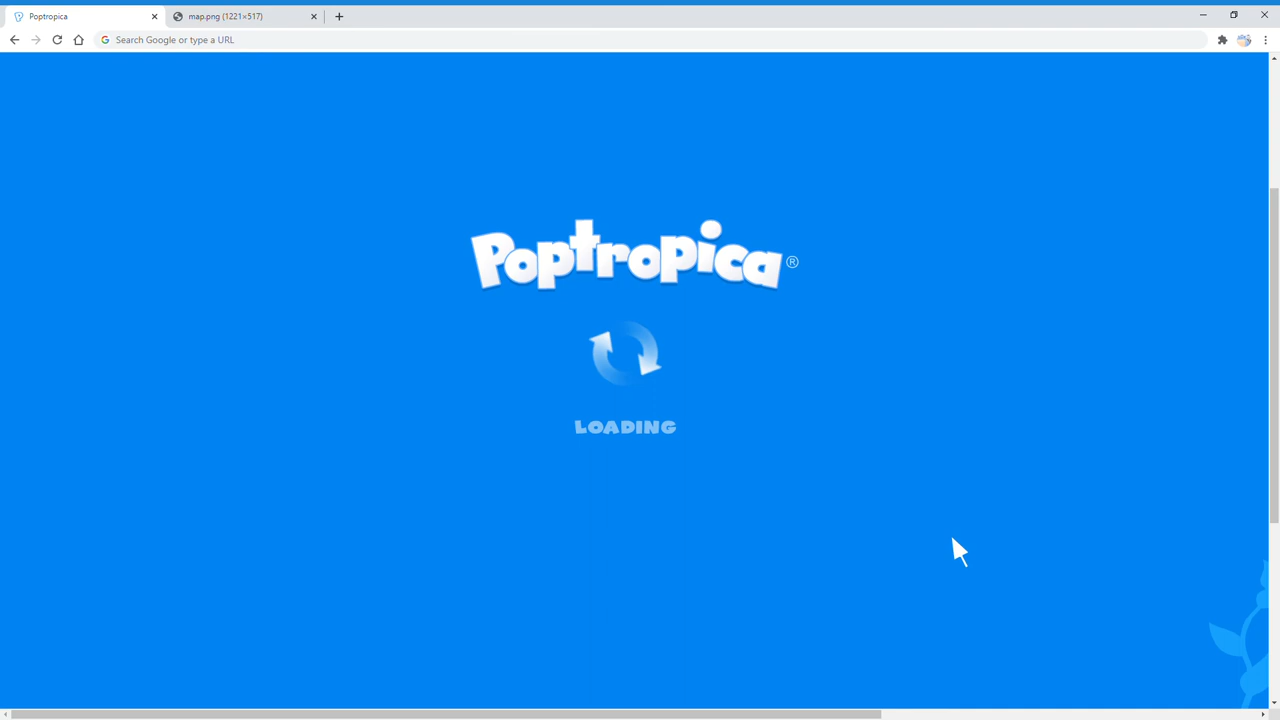 Poptropica
map.png (1221×517)
Search Google or type a URL
Poptropica®
LOADING